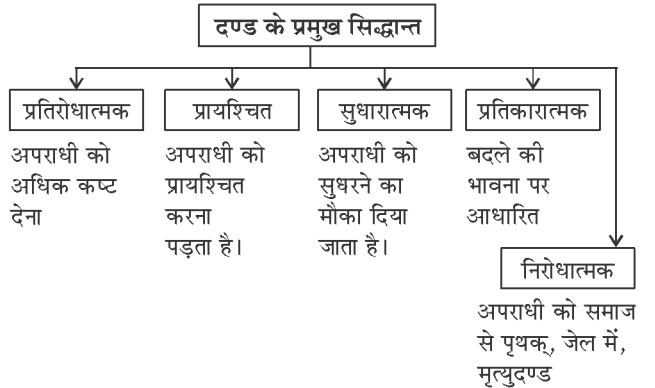 दण्ड के प्रमुख सिद्धान्त
प्रतिरोधात्मक
अपराधी को
अधिक कष्ट
देना
प्रायश्चित
अपराधी को
प्रायश्चित
करना
पड़ता है।
सुधारात्मक
अपराधी को
सुधरने का
मौका दिया
जाता है।
प्रतिकारात्मक
बदले की
भावना पर
आधारित
निरोधात्मक
अपराधी को समाज
से पृथक्, जेल में,
मृत्युदण्ड